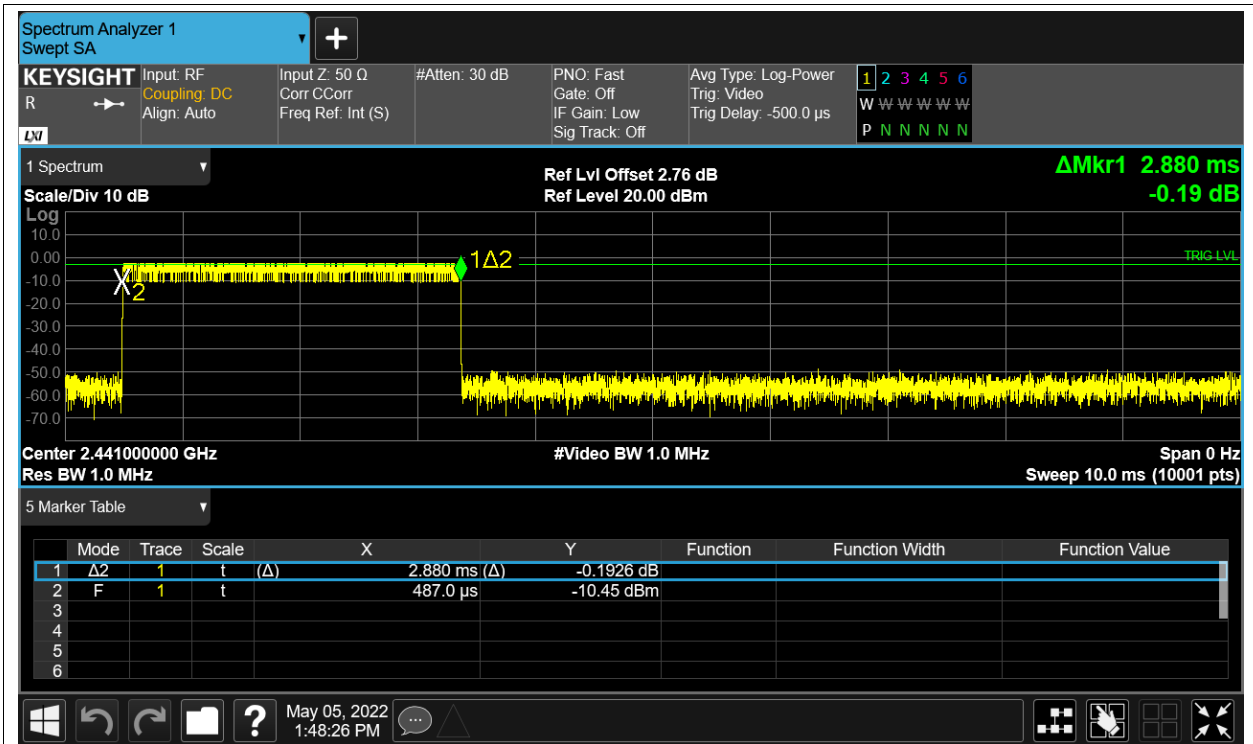 Spectrum Analyzer 1
Swept SA
KEYSIGHT
R
LXI
Input: RF
Coupling: DC
Align: Auto
Input Z: 50 Ω
Corr CCorr
Freq Ref: Int (S)
#Atten: 30 dB
PNO: Fast
Gate: Off
IF Gain: Low
Sig Track: Off
Avg Type: Log-Power
Trig: Video
Trig Delay: -500.0 µs
1 2 3 4 5 6
W W W W W W
P N N N N N
1 Spectrum
Scale/Div 10 dB
Ref Lvl Offset 2.76 dB
Ref Level 20.00 dBm
ΔMkr1 2.880 ms
-0.19 dB
Log
10.0
0.00
-10.0
-20.0
-30.0
-40.0
-50.0
-60.0
-70.0
1Δ2
2
TRIG LVL
Center 2.441000000 GHz
Res BW 1.0 MHz
#Video BW 1.0 MHz
Span 0 Hz
Sweep 10.0 ms (10001 pts)
5 Marker Table
Mode Trace Scale X Y Function Function Width Function Value
1 Δ2 1 t (Δ) 2.880 ms (Δ) -0.1926 dB
2 F 1 t 487.0 µs -10.45 dBm
3
4
5
6
?
May 05, 2022
1:48:26 PM